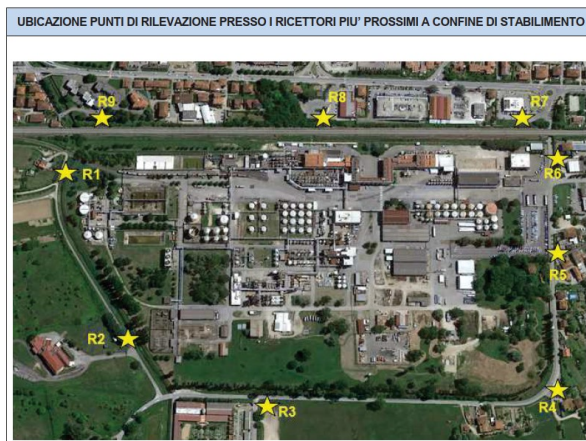 UBICAZIONE PUNTI DI RILEVAZIONE PRESSO I RICETTORI PIU' PROSSIMI A CONFINE DI STABILIMENTO
R9
R8
R7
R1
R6
R5
R2
R3
R4